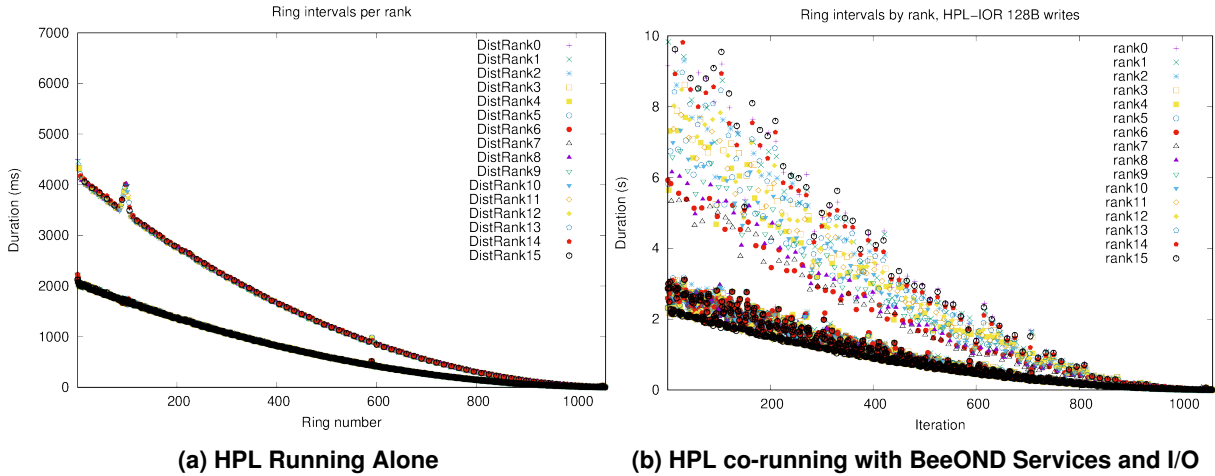 Ring intervals per rank
7000
6000
5000
4000
3000
2000
1000
0
200
400
600
800
1000
Duration (ms)
Ring number
DistRank0
DistRank1
DistRank2
DistRank3
DistRank4
DistRank5
DistRank6
DistRank7
DistRank8
DistRank9
DistRank10
DistRank11
DistRank12
DistRank13
DistRank14
DistRank15
(a) HPL Running Alone
Ring intervals by rank, HPL-IOR 128B writes
10
8
6
4
2
0
200
400
600
800
1000
Duration (s)
Iteration
rank0
rank1
rank2
rank3
rank4
rank5
rank6
rank7
rank8
rank9
rank10
rank11
rank12
rank13
rank14
rank15
(b) HPL co-running with BeeOND Services and I/O